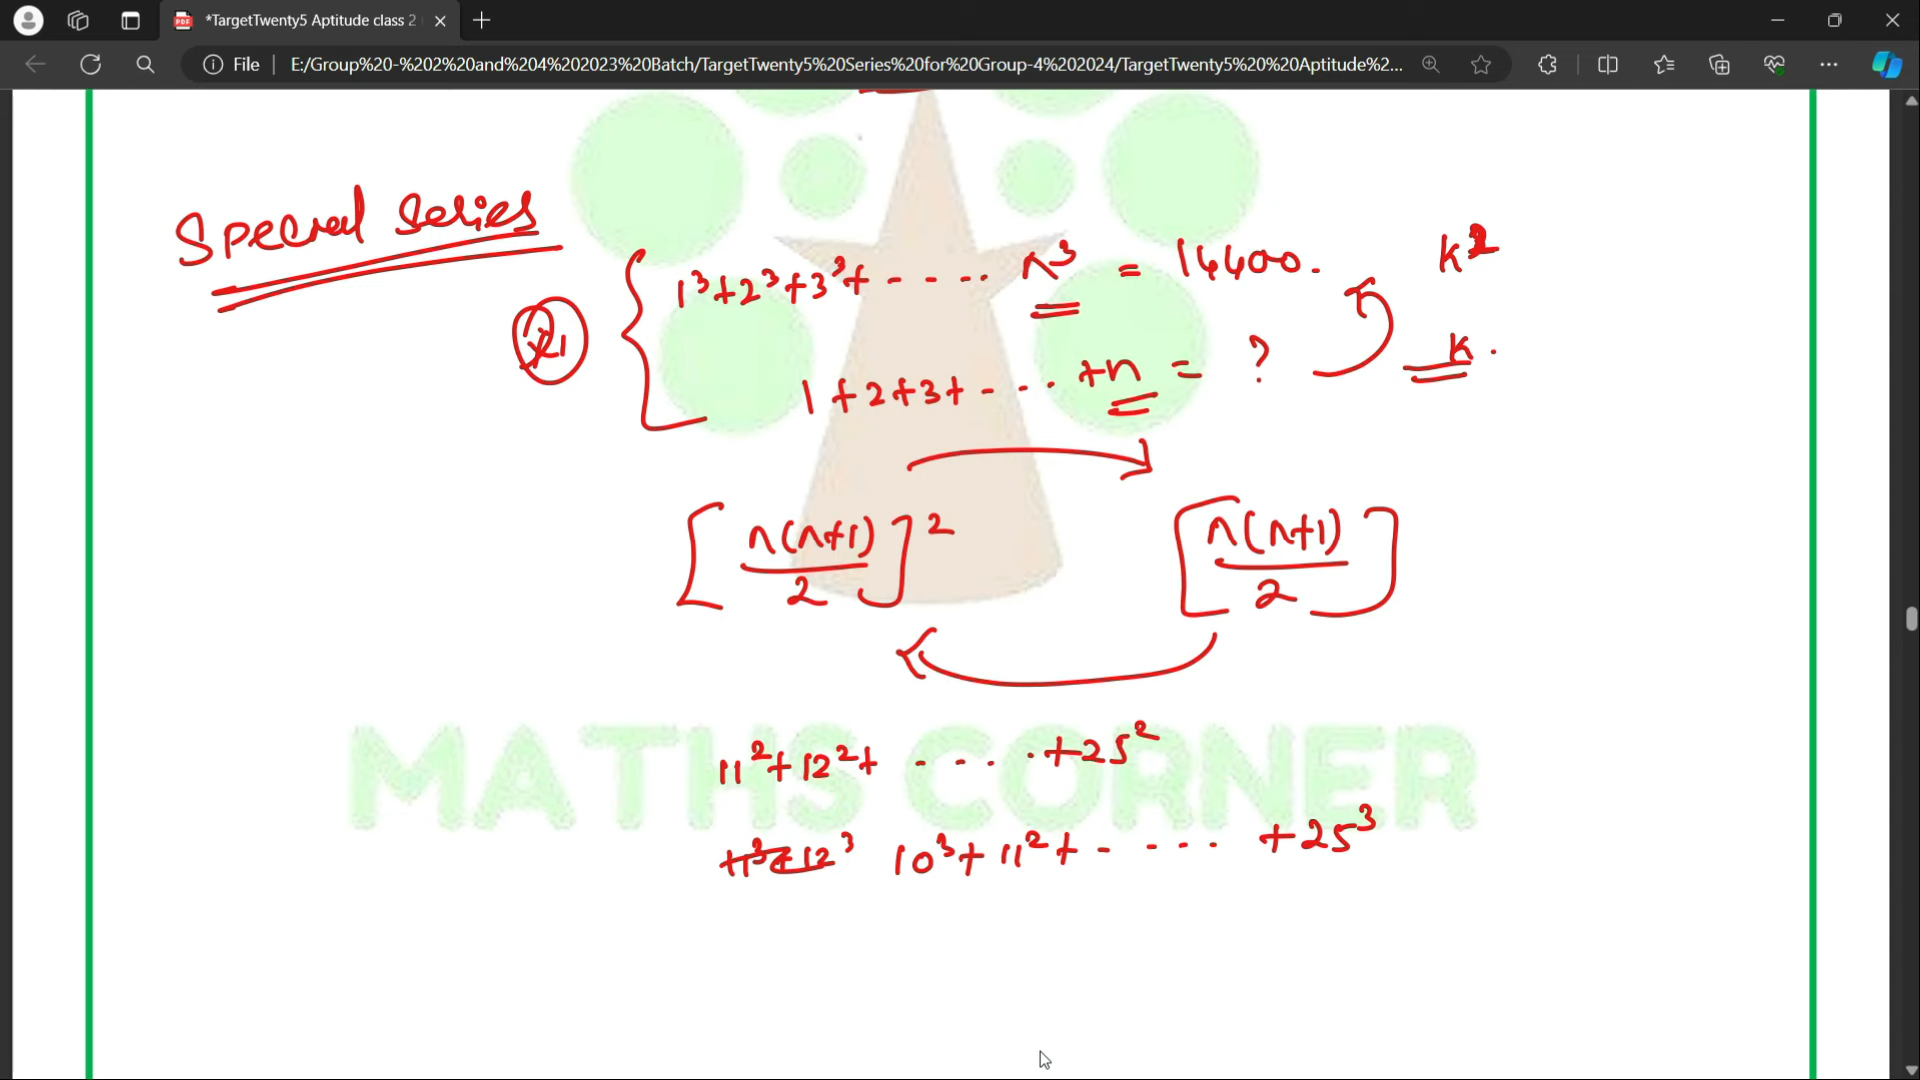 *TargetTwenty5 Aptitude class 2
File
E:/Group%20-%202%20and%204%202023%20Batch/TargetTwenty5%20Series%20for%20Group-4%202024/TargetTwenty5%20%20Aptitude%2...
Special Series
1³+2³+3³+ - - - - n³ = 14400.
k²
1+2+3+ - - - +n = ?
k.
[n(n+1)/2]²
[n(n+1)/2]
MATHS CORNER
11²+12²+ - - - - . +25²
11³+12³ 10³+11²+ - - - - - +25³